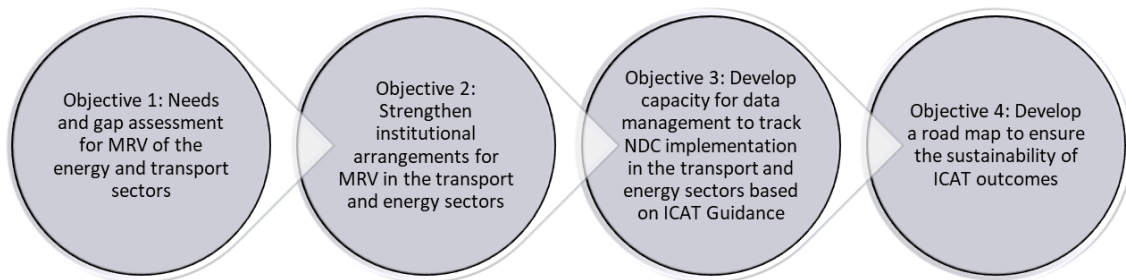 Objective 1: Needs
and gap assessment
for MRV of the
energy and transport
sectors
Objective 2:
Strengthen
institutional
arrangements for
MRV in the transport
and energy sectors
Objective 3: Develop
capacity for data
management to track
NDC implementation
in the transport and
energy sectors based
on ICAT Guidance
Objective 4: Develop
a road map to ensure
the sustainability of
ICAT outcomes